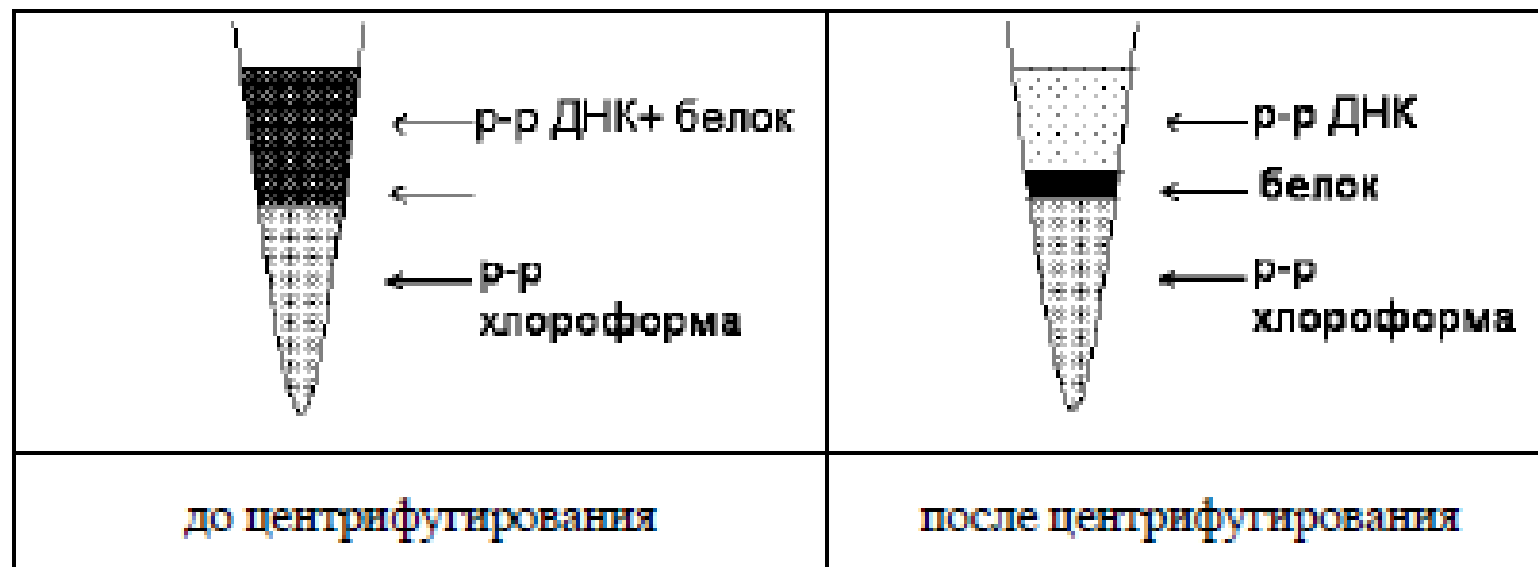 р-р ДНК+ белок
р-р
хлороформа
р-р ДНК
белок
р-р
хлороформа
до центрифугирования
после центрифугирования